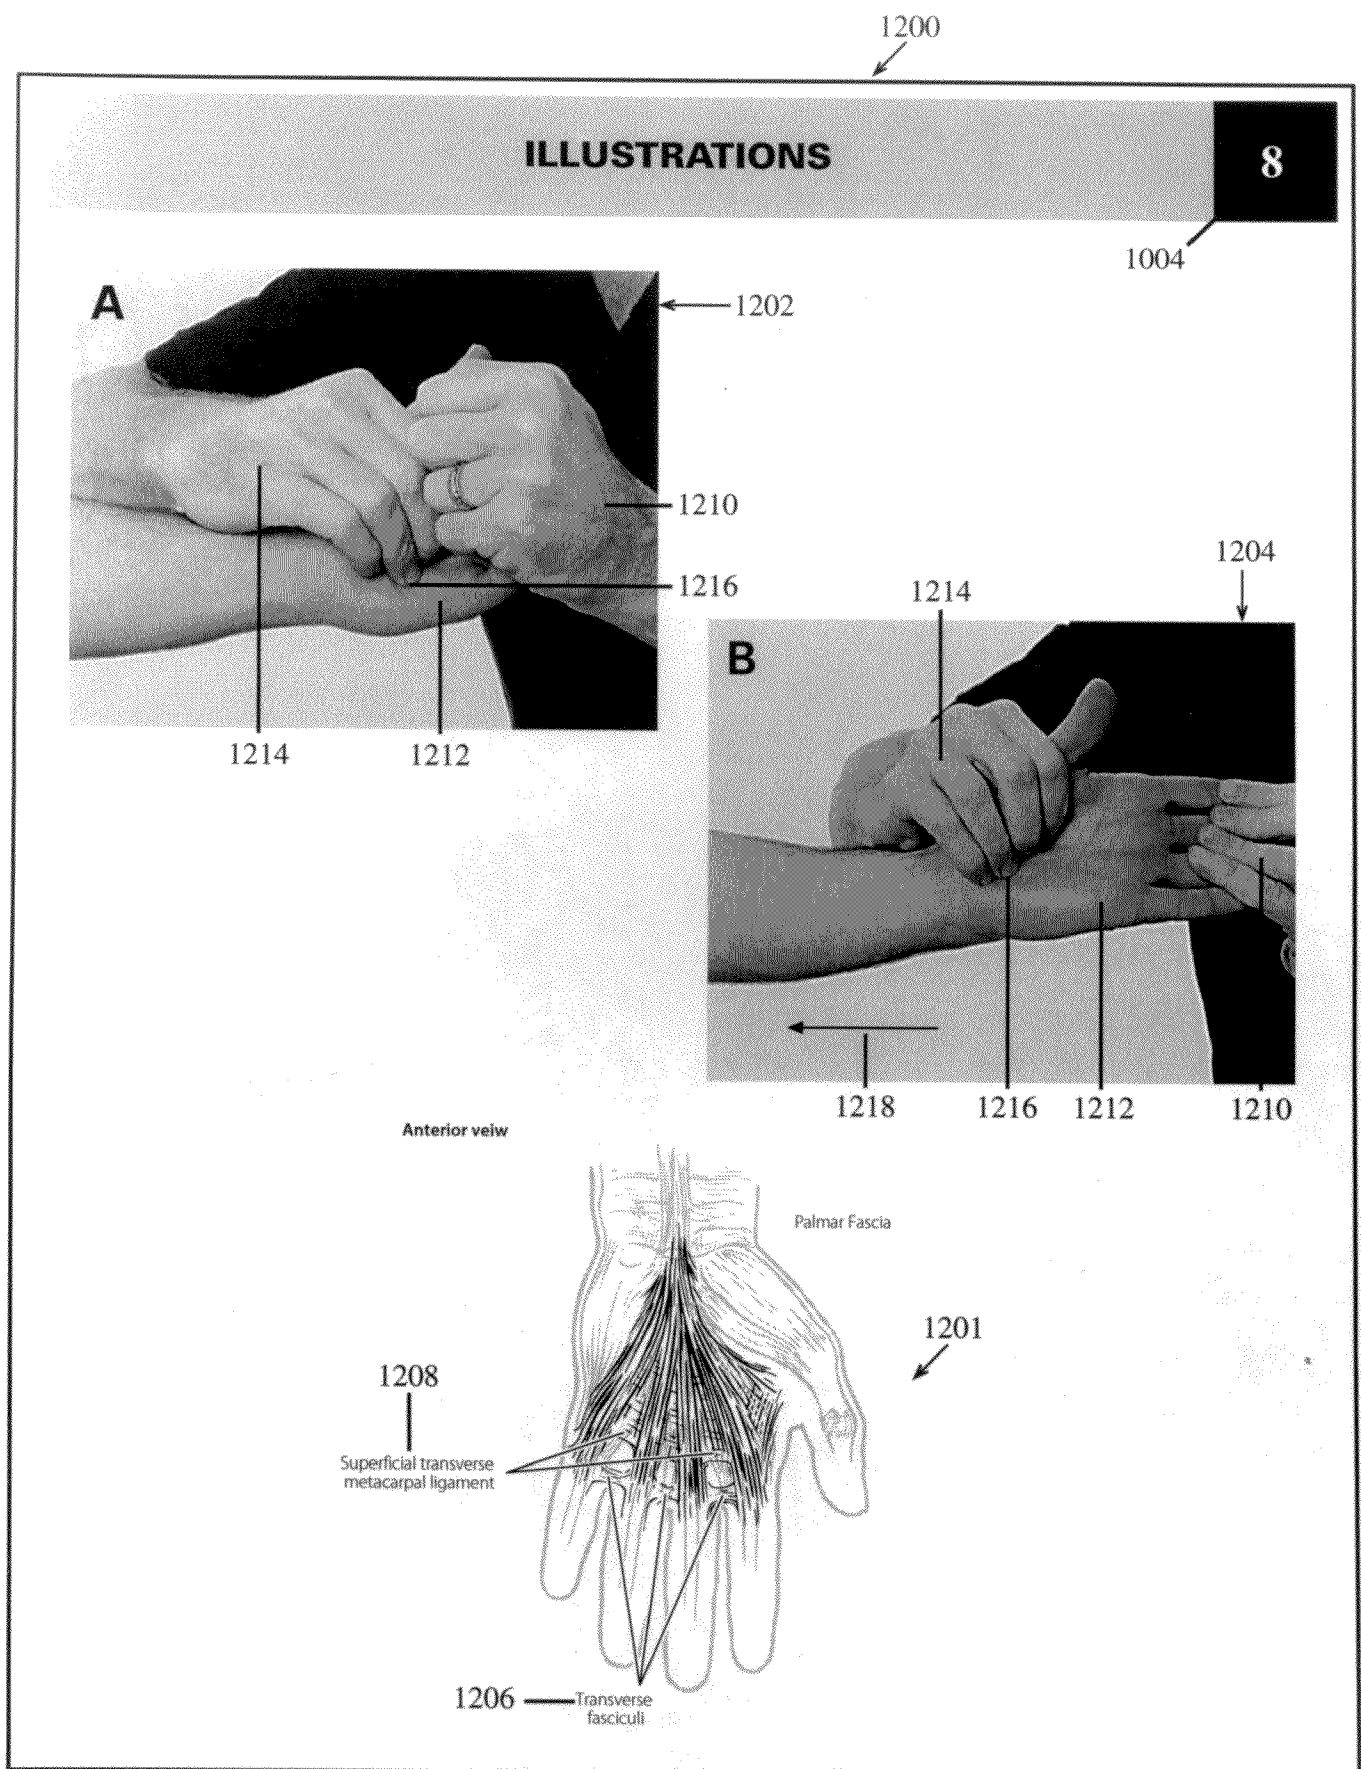 1200
ILLUSTRATIONS
8
1004
A
1202
1210
1216
1214
1212
1204
1214
B
1218
1216
1212
1210
Anterior veiw
Palmar Fascia
1201
1208
Superficial transverse
metacarpal ligament
1206
Transverse
fasciculi